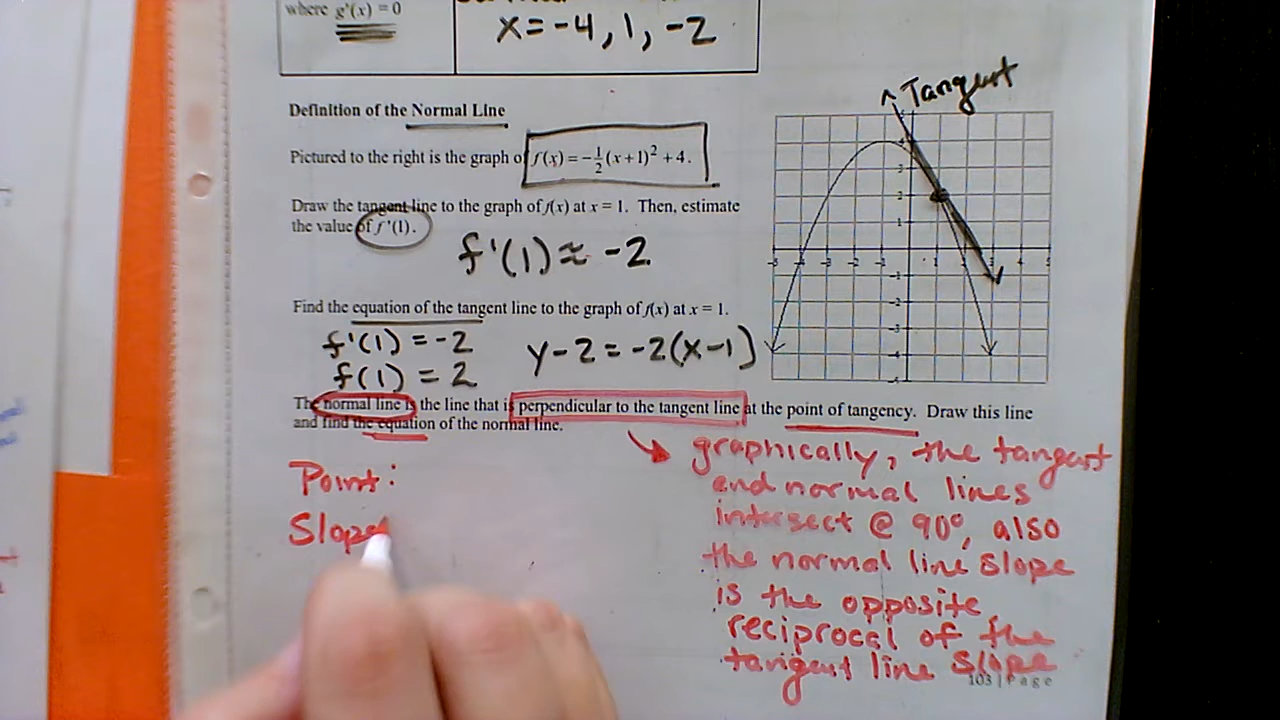 where g'(x) = 0
x = -4, 1, -2
Definition of the Normal Line
Pictured to the right is the graph of f(x) = -1/2(x+1)² + 4.
Draw the tangent line to the graph of f(x) at x = 1. Then, estimate
the value of f '(1).
f'(1) ≈ -2
Find the equation of the tangent line to the graph of f(x) at x = 1.
f'(1) = -2
f(1) = 2
y-2 = -2(x-1)
The normal line is the line that is perpendicular to the tangent line at the point of tangency. Draw this line
and find the equation of the normal line.
Point:
Slope
Tangent
graphically, the tangent
and normal lines
intersect @ 90°, also
the normal line slope
is the opposite
reciprocal of the
tangent line slope
103 | Page